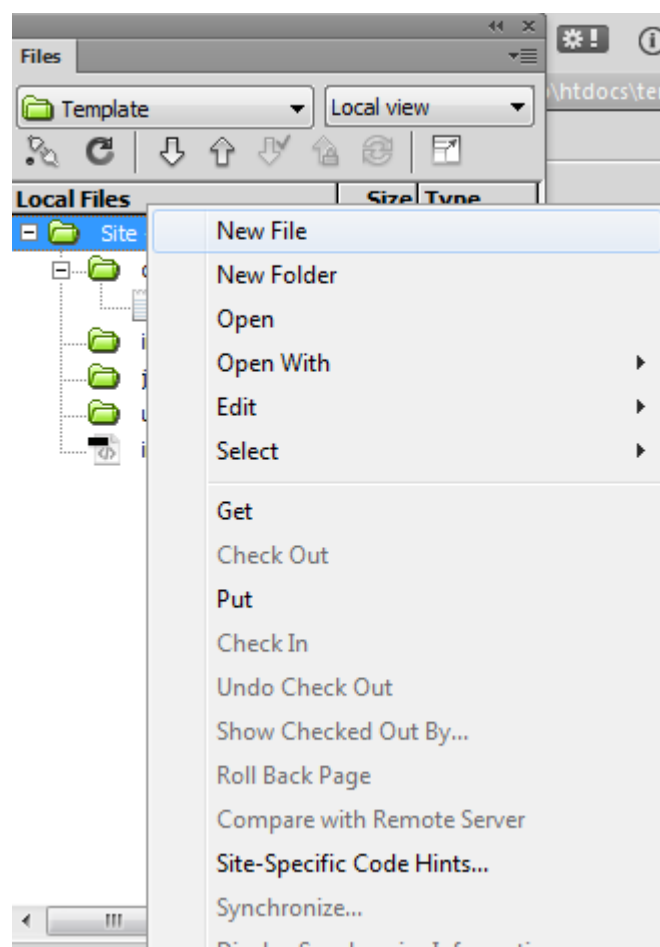 Files
\htdocs\te
Template
Local view
Local Files Size Type
Site
New File
New Folder
Open
Open With
Edit
Select
Get
Check Out
Put
Check In
Undo Check Out
Show Checked Out By...
Roll Back Page
Compare with Remote Server
Site-Specific Code Hints...
Synchronize...